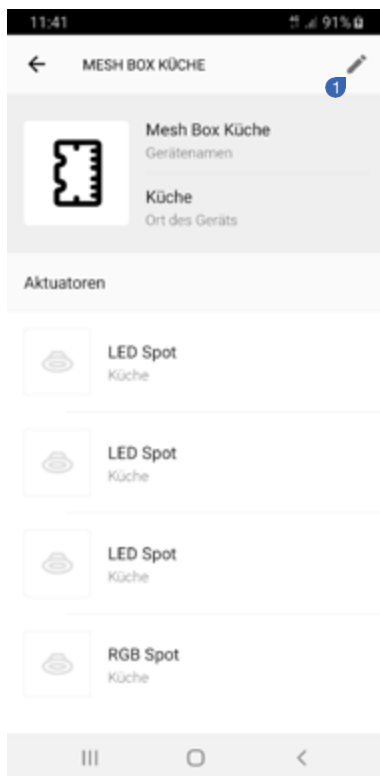 11:41
91%
MESH BOX KÜCHE
1
Mesh Box Küche
Gerätenamen
Küche
Ort des Geräts
Aktuatoren
LED Spot
Küche
LED Spot
Küche
LED Spot
Küche
RGB Spot
Küche